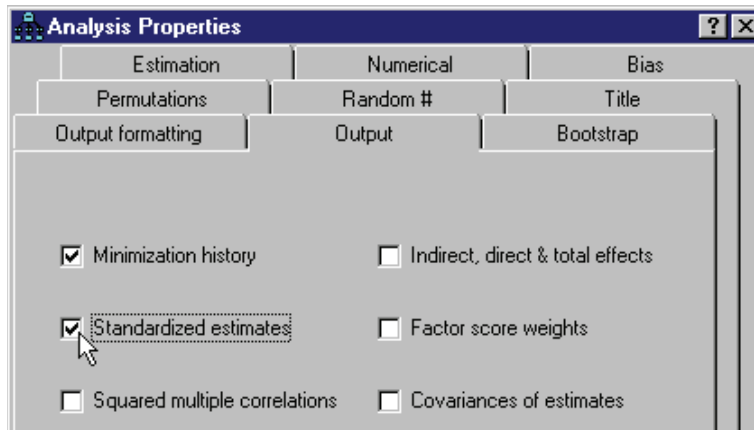 Analysis Properties
Estimation Numerical Bias
Permutations Random # Title
Output formatting Output Bootstrap
Minimization history Indirect, direct & total effects
Standardized estimates Factor score weights
Squared multiple correlations Covariances of estimates